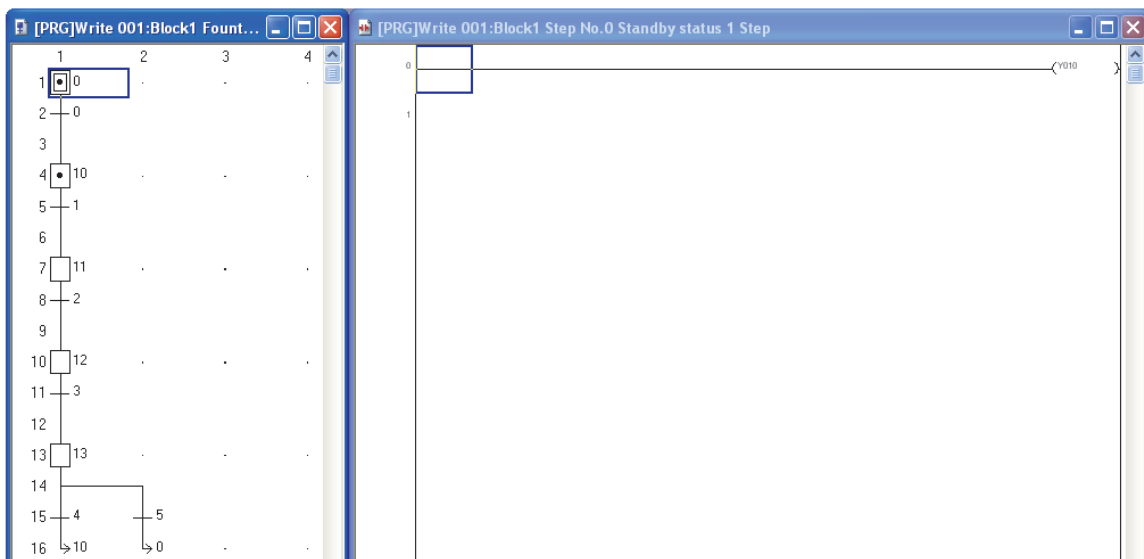 [PRG]Write 001:Block1 Fount...
1 2 3 4
1 0
2 0
3
4 10
5 1
6
7 11
8 2
9
10 12
11 3
12
13 13
14
15 4 5
16 10 0
[PRG]Write 001:Block1 Step No.0 Standby status 1 Step
0 Y010
1